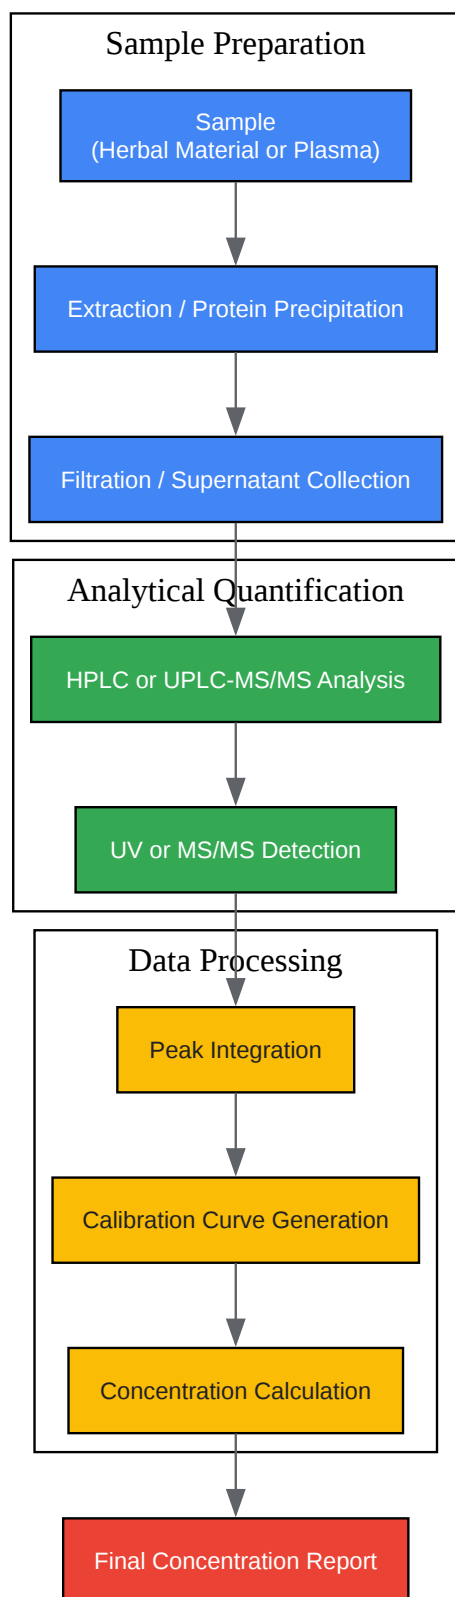 Sample Preparation
Sample
(Herbal Material or Plasma)
Extraction / Protein Precipitation
Filtration / Supernatant Collection
Analytical Quantification
HPLC or UPLC-MS/MS Analysis
UV or MS/MS Detection
Data Processing
Peak Integration
Calibration Curve Generation
Concentration Calculation
Final Concentration Report